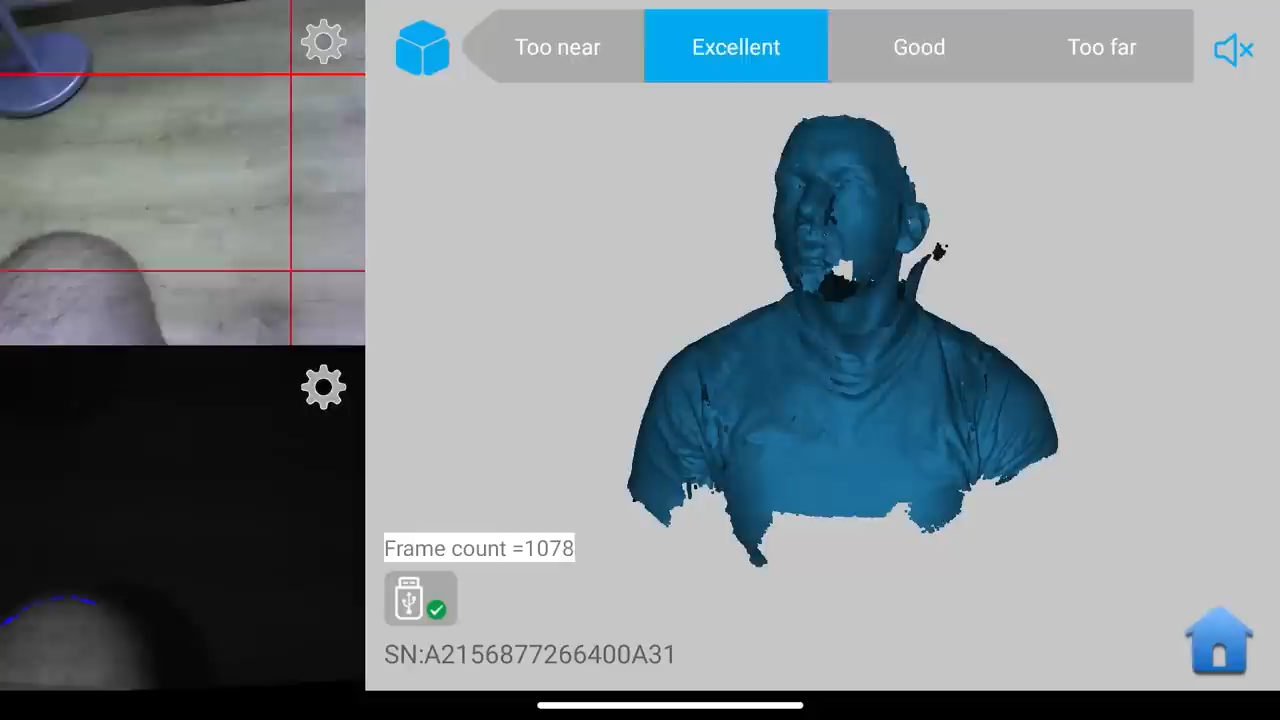 Too near
Excellent
Good
Too far
Frame count =1078
SN:A2156877266400A31